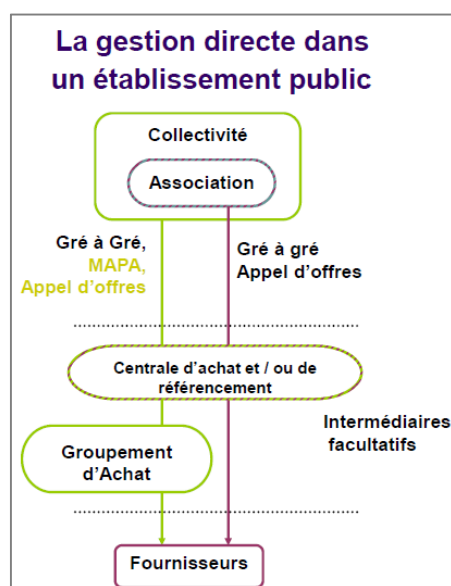 La gestion directe dans
un établissement public
Collectivité
Association
Gré à Gré,
MAPA,
Appel d'offres
Gré à gré
Appel d'offres
Centrale d'achat et / ou de
référencement
Intermédiaires
facultatifs
Groupement
d'Achat
Fournisseurs